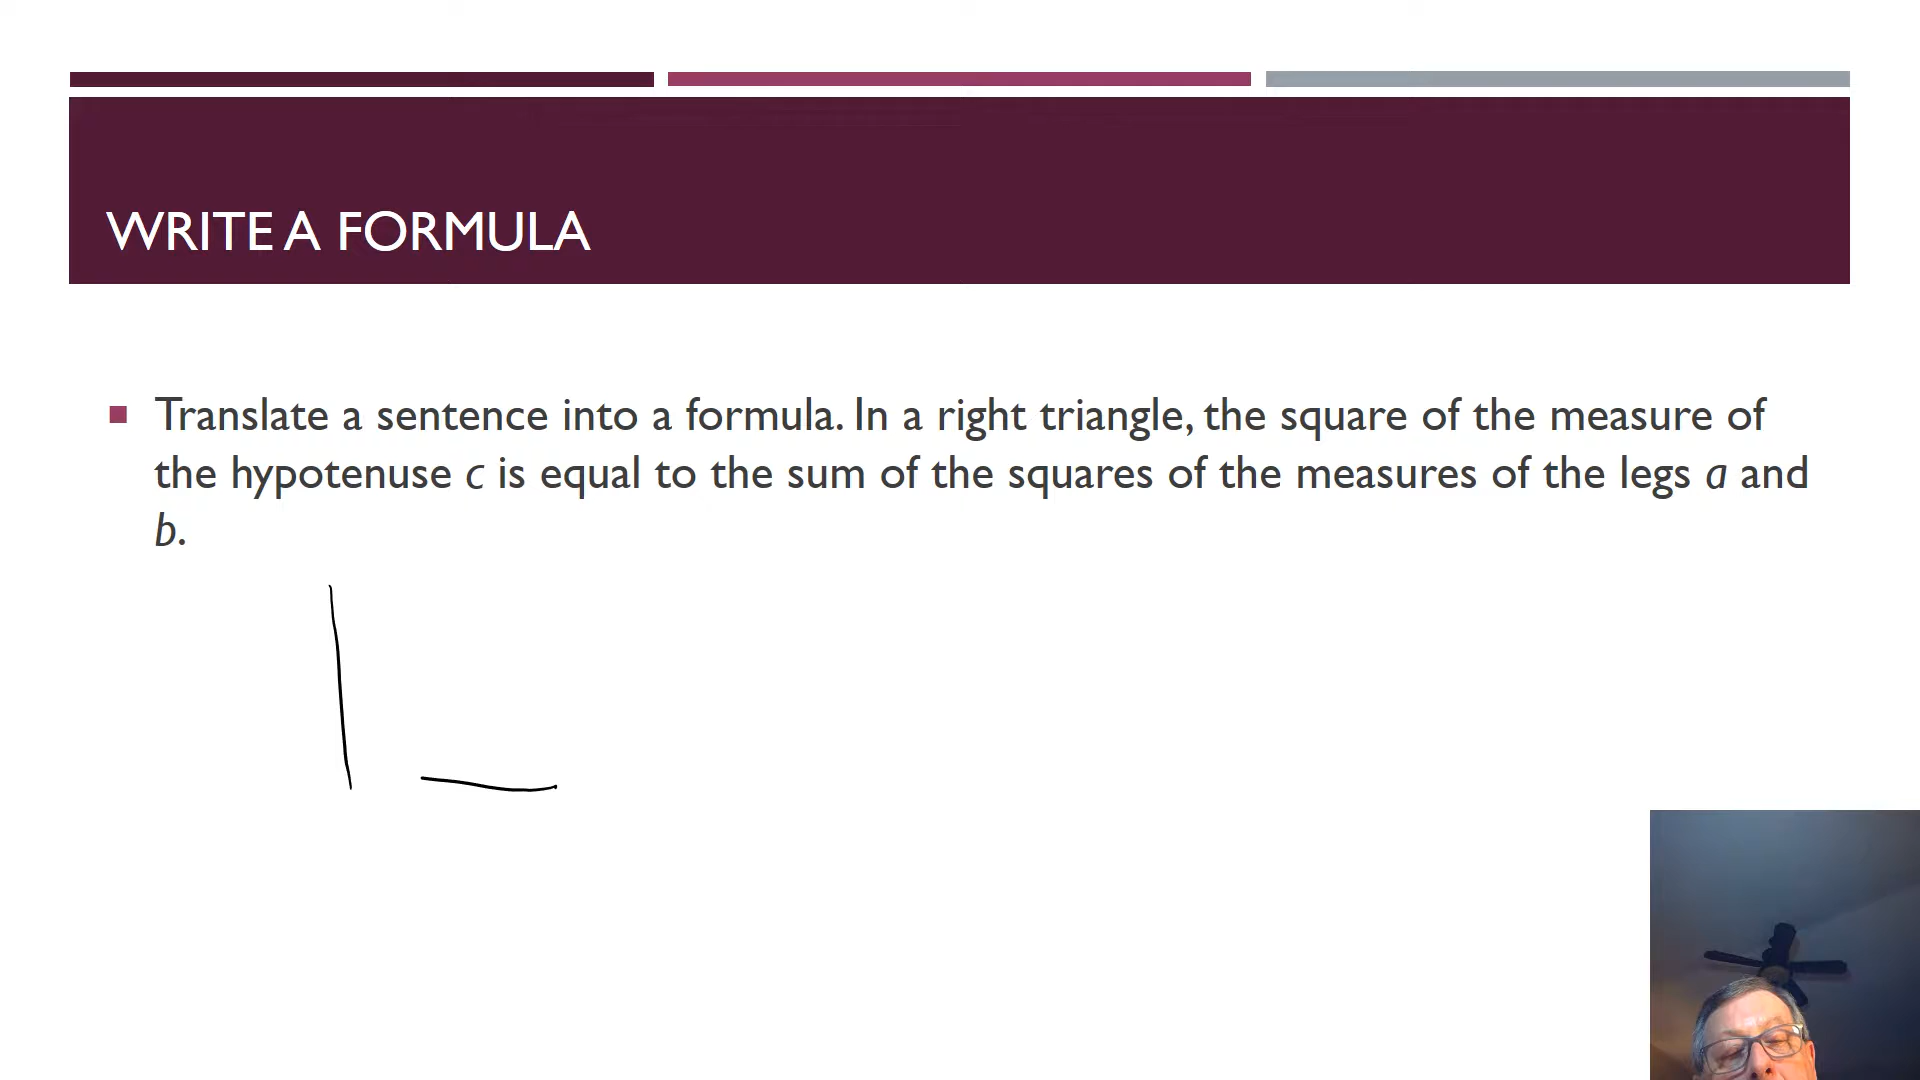 WRITE A FORMULA
Translate a sentence into a formula. In a right triangle, the square of the measure of
the hypotenuse c is equal to the sum of the squares of the measures of the legs a and
b.